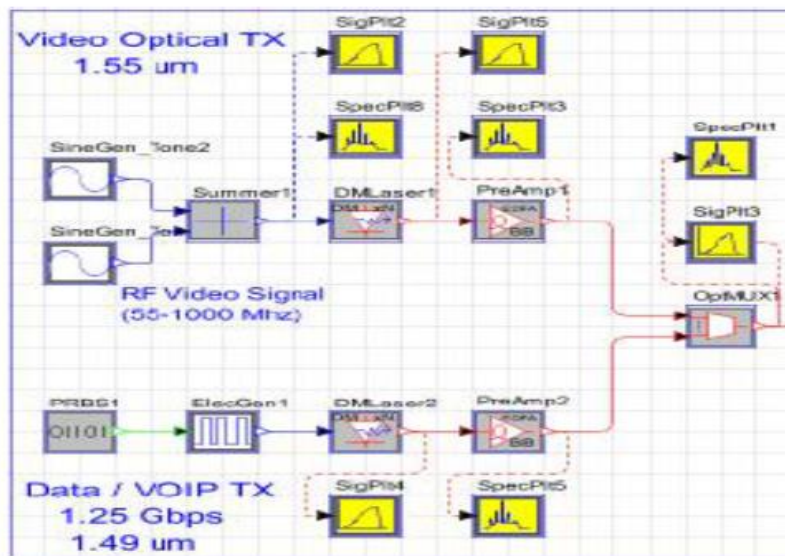 SigPlt2
SigPlt5
Video Optical TX
1.55 um
SpecPlt8
SpecPlt3
SpecPlt1
Summer1
DMLaser1
PreAmp1
SigPlt3
RF Video Signal
(55-1000 Mhz)
OptMUX1
PRBS1
ElecGen1
DMLaser2
PreAmp2
01101
Data / VOIP TX
1.25 Gbps
1.49 um
SigPlt4
SpecPlt5